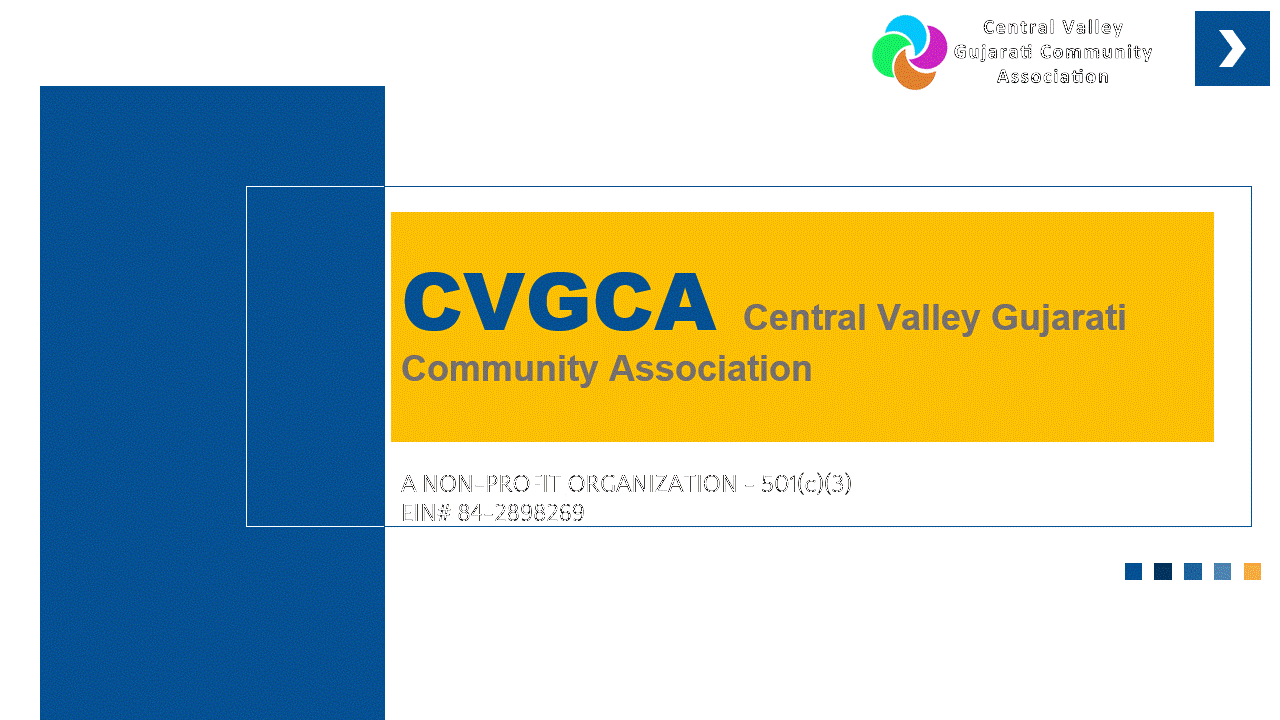 Central Valley
Gujarati Community
Association
CVGCA Central Valley Gujarati
Community Association
A NON-PROFIT ORGANIZATION - 501(c)(3)
EIN# 84-2898269